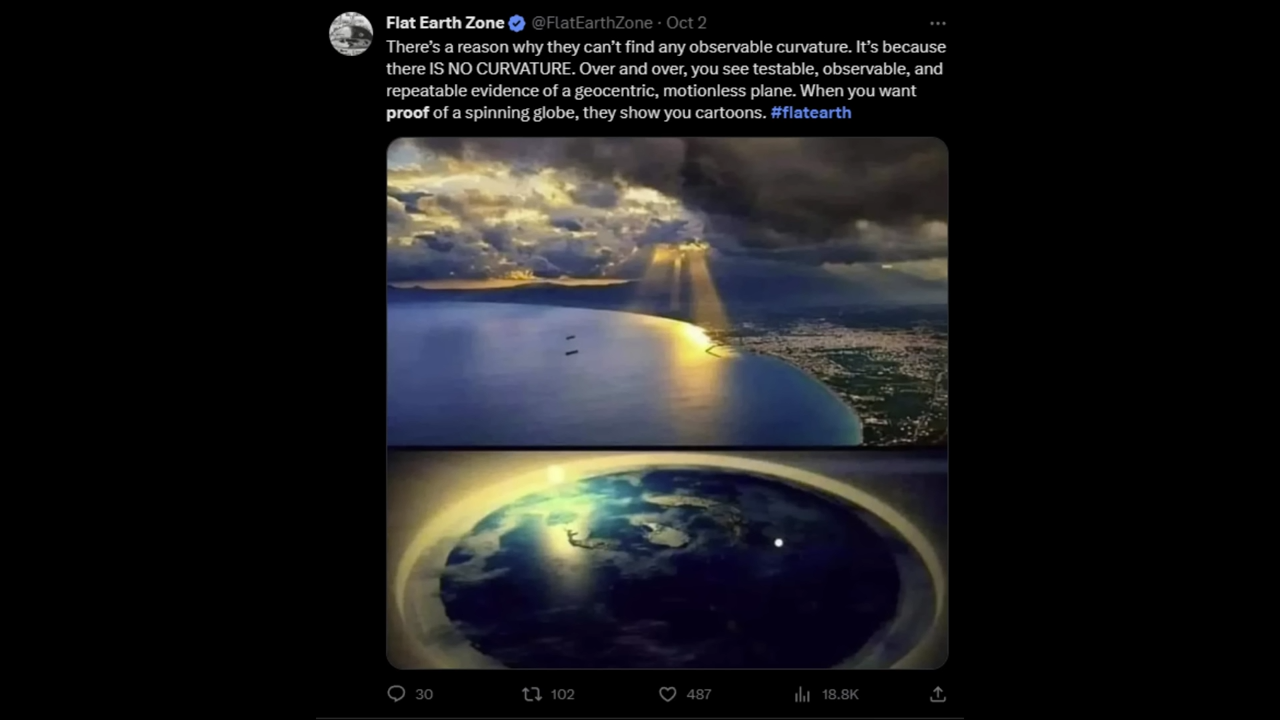 Flat Earth Zone @FlatEarthZone · Oct 2
There’s a reason why they can’t find any observable curvature. It’s because
there IS NO CURVATURE. Over and over, you see testable, observable, and
repeatable evidence of a geocentric, motionless plane. When you want
proof of a spinning globe, they show you cartoons. #flatearth
30 102 487 18.8K